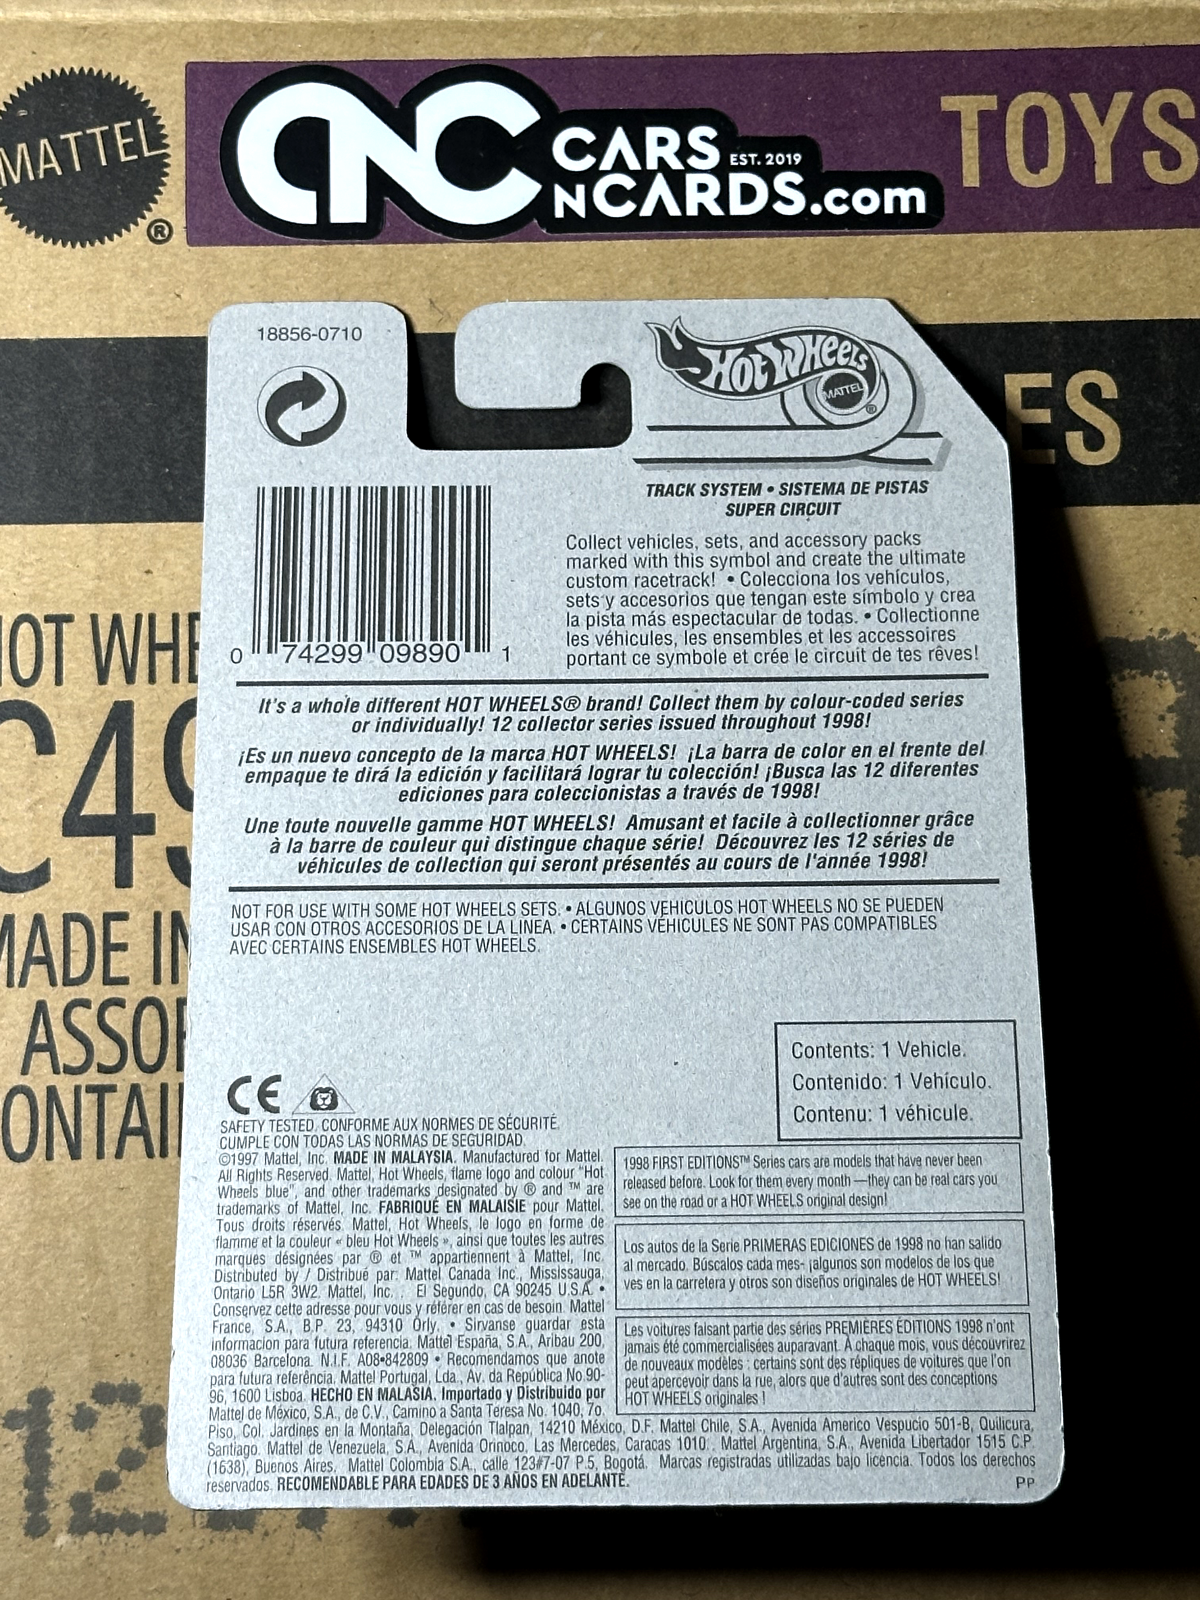 MATTEL
®
CNC CARS EST. 2019
NCARDS.com
TOYS
ES
18856-0710
HOT WHEELS
MATTEL
®
TRACK SYSTEM • SISTEMA DE PISTAS
SUPER CIRCUIT
Collect vehicles, sets, and accessory packs
marked with this symbol and create the ultimate
custom racetrack! • Colecciona los vehículos,
sets y accesorios que tengan este símbolo y crea
la pista más espectacular de todas. • Collectionne
les véhicules, les ensembles et les accessoires
portant ce symbole et crée le circuit de tes rêves!
0 74299 09890 1
It's a whole different HOT WHEELS® brand! Collect them by colour-coded series
or individually! 12 collector series issued throughout 1998!
¡Es un nuevo concepto de la marca HOT WHEELS! ¡La barra de color en el frente del
empaque te dirá la edición y facilitará lograr tu colección! ¡Busca las 12 diferentes
ediciones para coleccionistas a través de 1998!
Une toute nouvelle gamme HOT WHEELS! Amusant et facile à collectionner grâce
à la barre de couleur qui distingue chaque série! Découvrez les 12 séries de
véhicules de collection qui seront présentés au cours de l'année 1998!
NOT FOR USE WITH SOME HOT WHEELS SETS. • ALGUNOS VEHICULOS HOT WHEELS NO SE PUEDEN
USAR CON OTROS ACCESORIOS DE LA LINEA. • CERTAINS VÉHICULES NE SONT PAS COMPATIBLES
AVEC CERTAINS ENSEMBLES HOT WHEELS.
Contents: 1 Vehicle.
Contenido: 1 Vehículo.
Contenu: 1 véhicule.
CE
SAFETY TESTED. CONFORME AUX NORMES DE SÉCURITÉ.
CUMPLE CON TODAS LAS NORMAS DE SEGURIDAD.
©1997 Mattel, Inc. MADE IN MALAYSIA. Manufactured for Mattel.
All Rights Reserved. Mattel, Hot Wheels, flame logo and colour "Hot
Wheels blue", and other trademarks designated by ® and ™ are
trademarks of Mattel, Inc. FABRIQUÉ EN MALAISIE pour Mattel.
Tous droits réservés. Mattel, Hot Wheels, le logo en forme de
flamme et la couleur « bleu Hot Wheels », ainsi que toutes les autres
marques désignées par ® et ™ appartiennent à Mattel, Inc.
Distributed by / Distribué par: Mattel Canada Inc., Mississauga,
Ontario L5R 3W2. Mattel, Inc. : El Segundo, CA 90245 U.S.A. •
Conservez cette adresse pour vous y référer en cas de besoin. Mattel
France, S.A., B.P. 23, 94310 Orly. • Sirvanse guardar esta
informacion para futura referencia. Mattel España, S.A., Aribau 200,
08036 Barcelona. N.I.F. A08•842809 • Recomendamos que anote
para futura referência. Mattel Portugal, Lda., Av. da República No.90-
96, 1600 Lisboa. HECHO EN MALASIA. Importado y Distribuido por
Mattel de México, S.A., de C.V., Camino a Santa Teresa No. 1040, 7o.
Piso, Col. Jardines en la Montaña, Delegación Tlalpan, 14210 México, D.F. Mattel Chile, S.A., Avenida Americo Vespucio 501-B, Quilicura,
Santiago. Mattel de Venezuela, S.A., Avenida Orinoco, Las Mercedes, Caracas 1010. Mattel Argentina, S.A., Avenida Libertador 1515 C.P.
(1638), Buenos Aires. Mattel Colombia S.A., calle 123#7-07 P.5, Bogotá. Marcas registradas utilizadas bajo licencia. Todos los derechos
reservados. RECOMENDABLE PARA EDADES DE 3 AÑOS EN ADELANTE.
PP
1998 FIRST EDITIONS™ Series cars are models that have never been
released before. Look for them every month —they can be real cars you
see on the road or a HOT WHEELS original design!
Los autos de la Serie PRIMERAS EDICIONES de 1998 no han salido
al mercado. Búscalos cada mes- ¡algunos son modelos de los que
ves en la carretera y otros son diseños originales de HOT WHEELS!
Les voitures faisant partie des séries PREMIÈRES ÉDITIONS 1998 n'ont
jamais été commercialisées auparavant. À chaque mois, vous découvrirez
de nouveaux modèles : certains sont des répliques de voitures que l'on
peut apercevoir dans la rue, alors que d'autres sont des conceptions
HOT WHEELS originales !
HOT WHE
C49
MADE IN
ASSOR
ONTAI
12